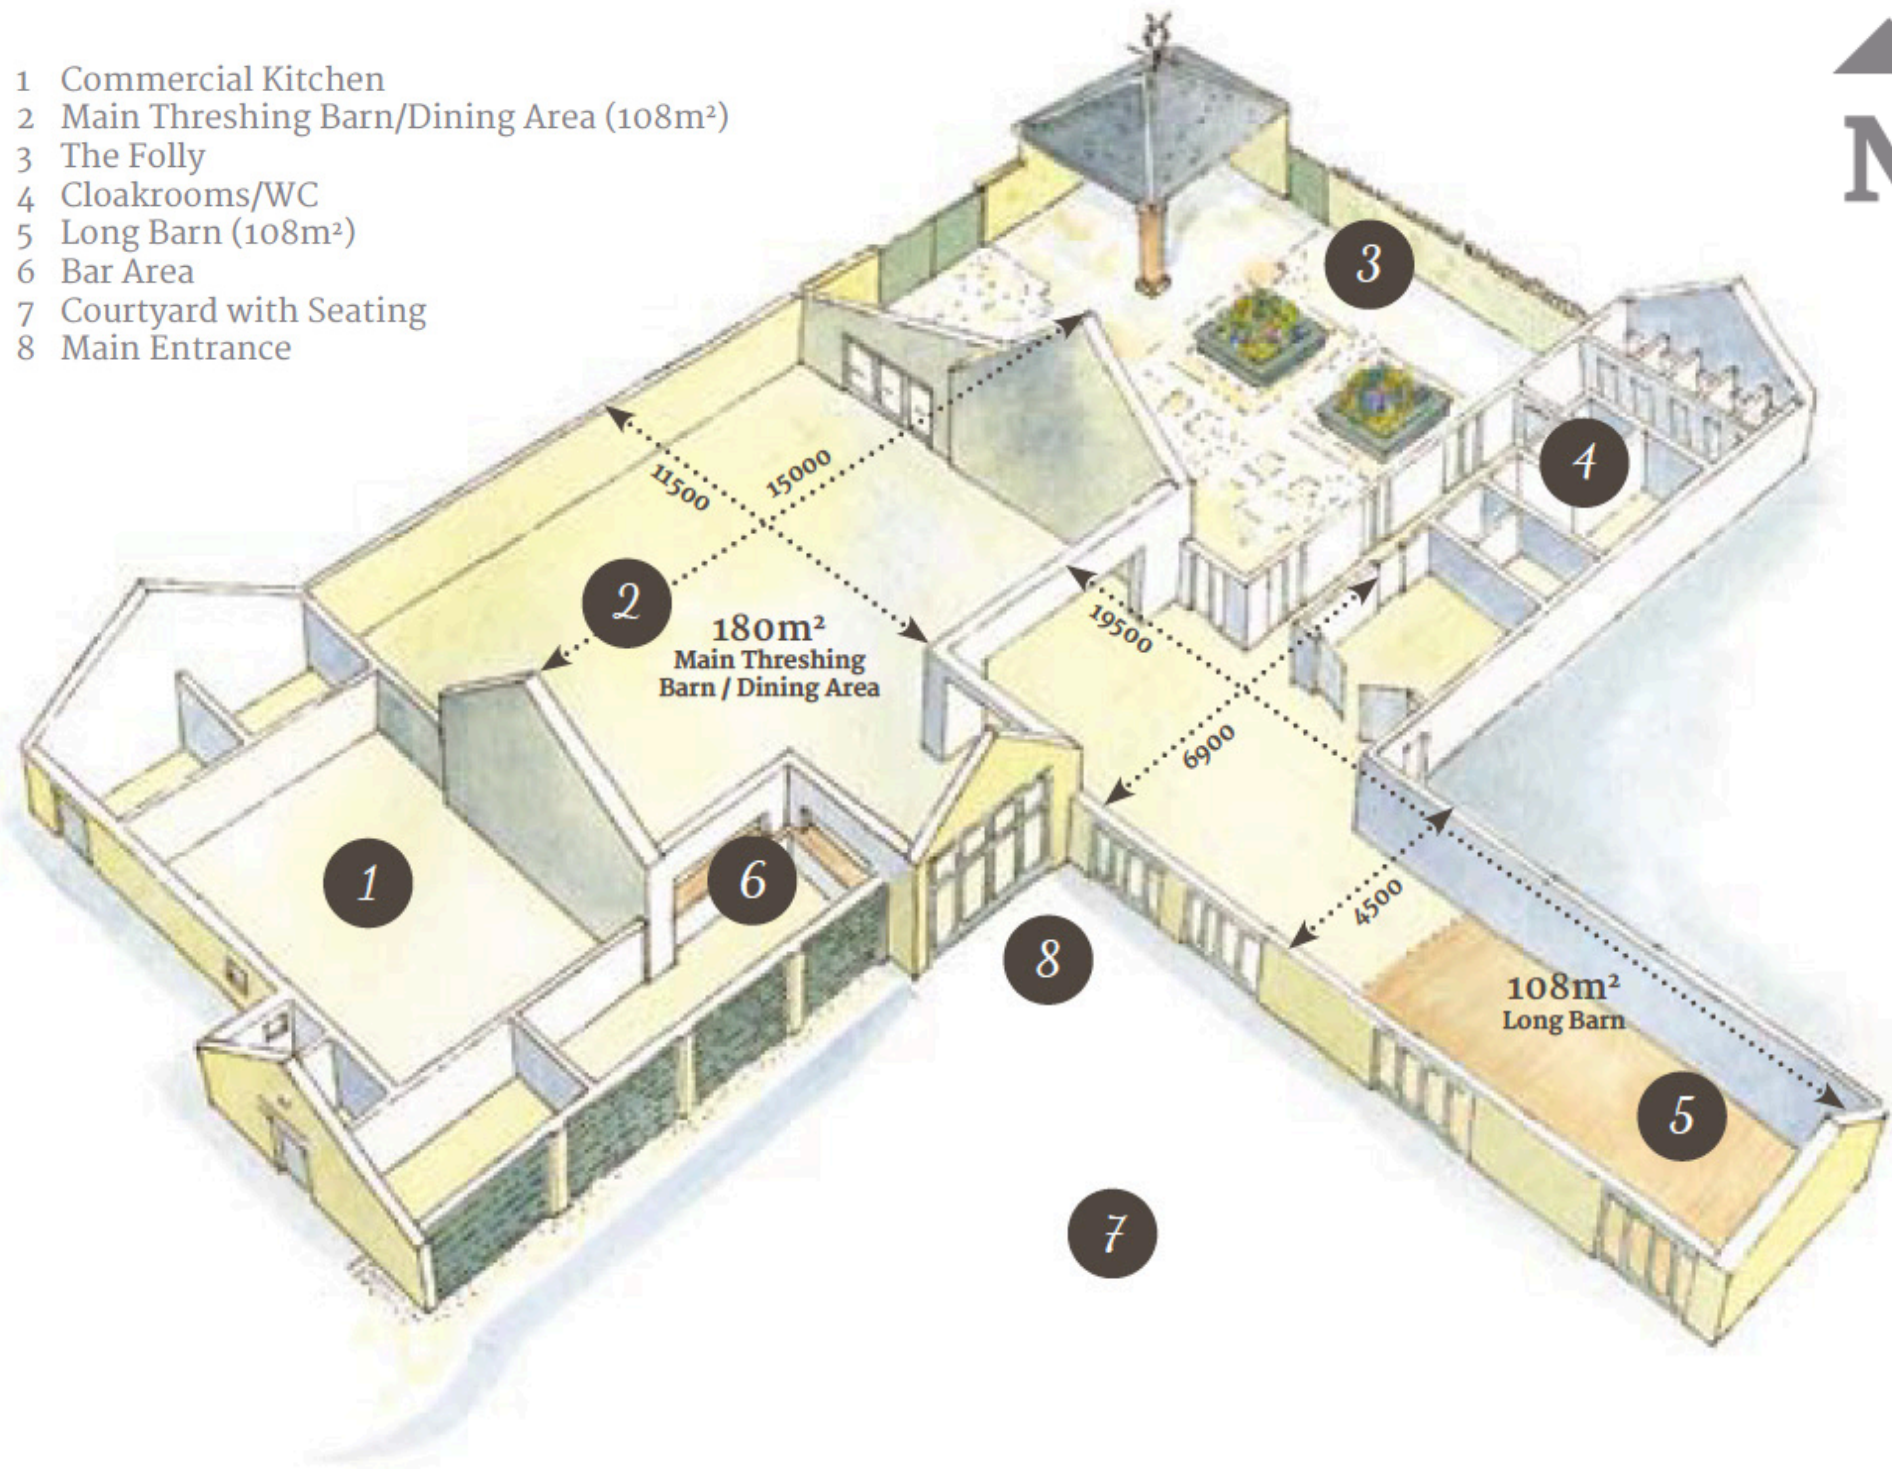 1 Commercial Kitchen
2 Main Threshing Barn/Dining Area (108m²)
3 The Folly
4 Cloakrooms/WC
5 Long Barn (108m²)
6 Bar Area
7 Courtyard with Seating
8 Main Entrance
N
3
11500
15000
4
2
180m²
Main Threshing
Barn / Dining Area
19500
6900
1
6
4500
8
108m²
Long Barn
5
7